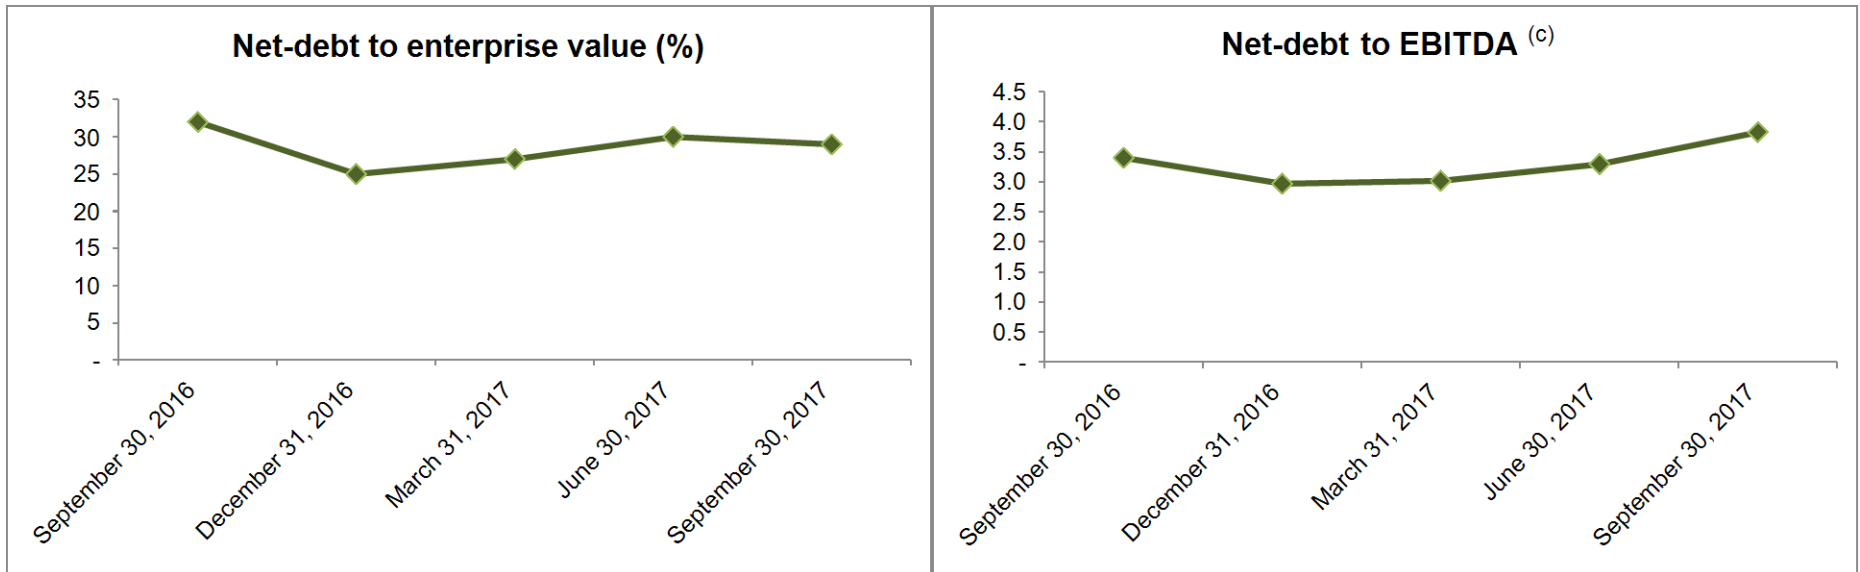 Net-debt to enterprise value (%)
35
30
25
20
15
10
5
-
September 30, 2016
December 31, 2016
March 31, 2017
June 30, 2017
September 30, 2017
Net-debt to EBITDA (c)
4.5
4.0
3.5
3.0
2.5
2.0
1.5
1.0
0.5
-
September 30, 2016
December 31, 2016
March 31, 2017
June 30, 2017
September 30, 2017